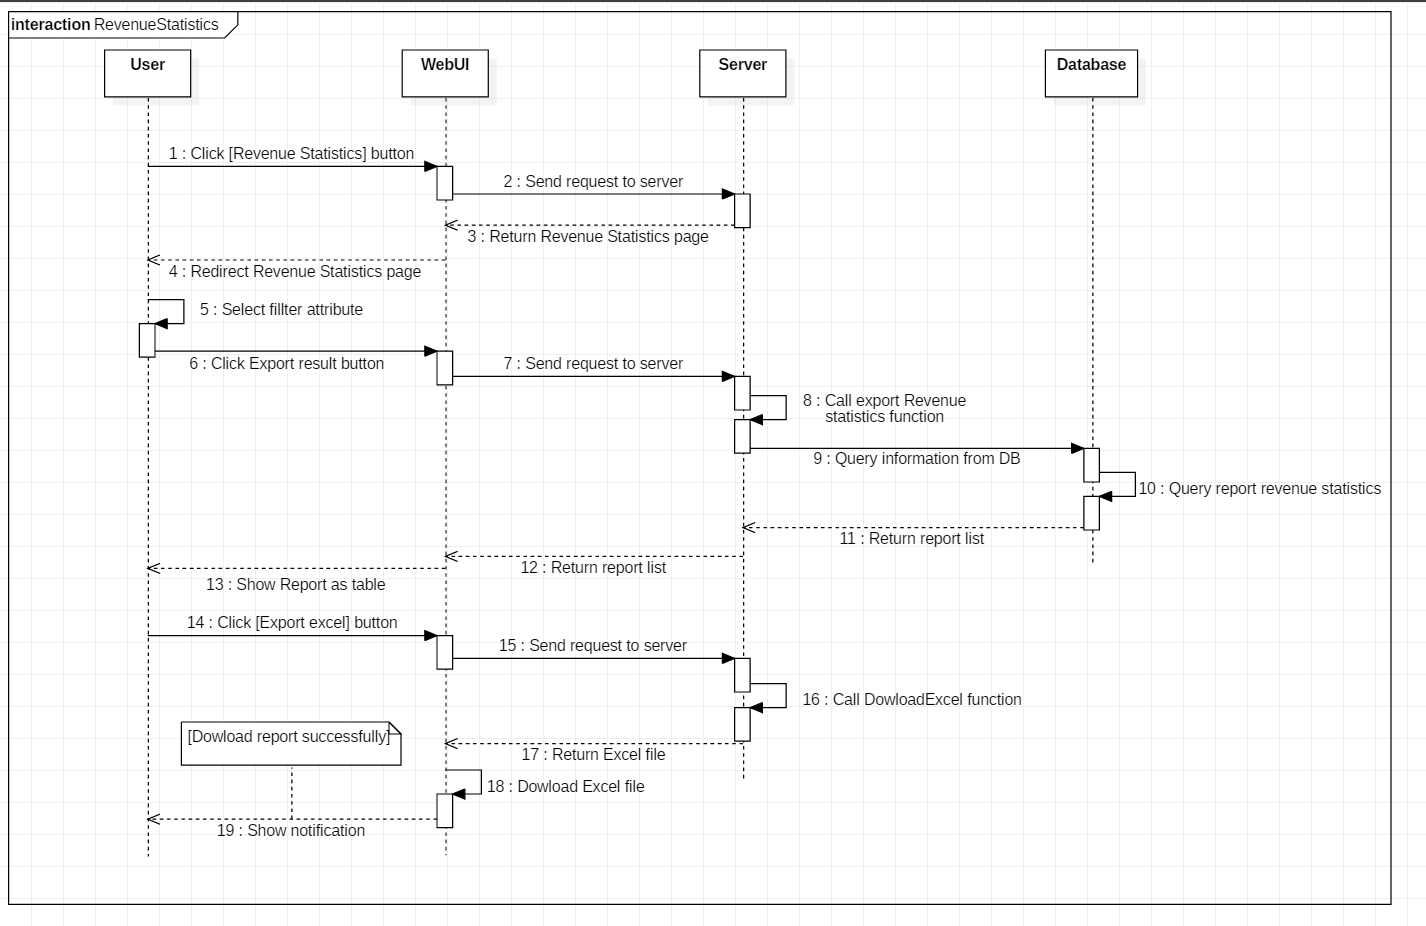 interaction RevenueStatistics
User
WebUI
Server
Database
1 : Click [Revenue Statistics] button
2 : Send request to server
3 : Return Revenue Statistics page
4 : Redirect Revenue Statistics page
5 : Select fillter attribute
6 : Click Export result button
7 : Send request to server
8 : Call export Revenue
statistics function
9 : Query information from DB
10 : Query report revenue statistics
11 : Return report list
12 : Return report list
13 : Show Report as table
14 : Click [Export excel] button
15 : Send request to server
16 : Call DowloadExcel function
[Dowload report successfully]
17 : Return Excel file
18 : Dowload Excel file
19 : Show notification